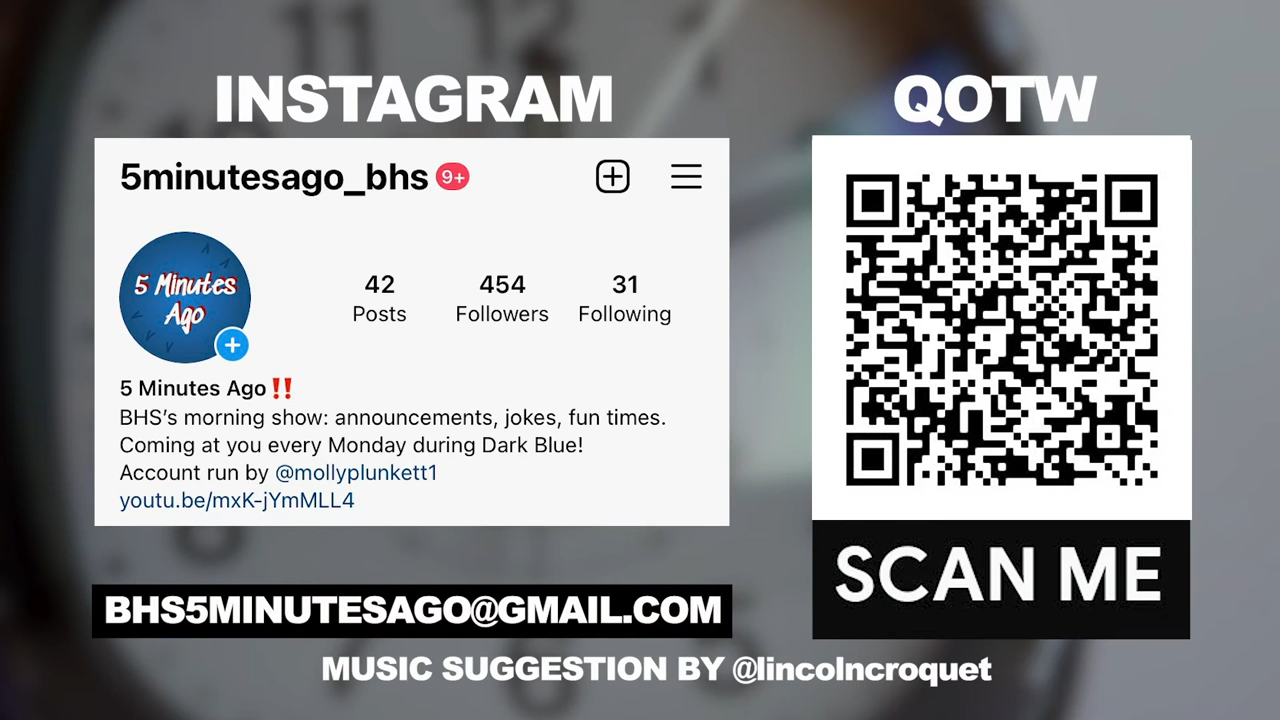 INSTAGRAM
5minutesago_bhs 9+
5 Minutes
Ago
42
Posts
454
Followers
31
Following
5 Minutes Ago‼️
BHS’s morning show: announcements, jokes, fun times.
Coming at you every Monday during Dark Blue!
Account run by @mollyplunkett1
youtu.be/mxK-jYmMLL4
BHS5MINUTESAGO@GMAIL.COM
QOTW
SCAN ME
MUSIC SUGGESTION BY @lincolncroquet
11
12